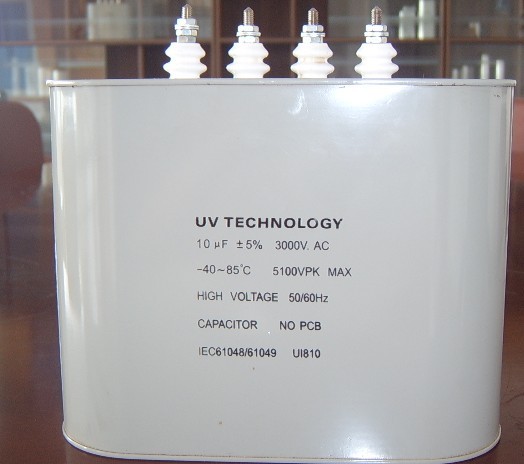 UV TECHNOLOGY
10 µF ±5% 3000V. AC
-40~85°C 5100VPK MAX
HIGH VOLTAGE 50/60Hz
CAPACITOR NO PCB
IEC61048/61049 UI810